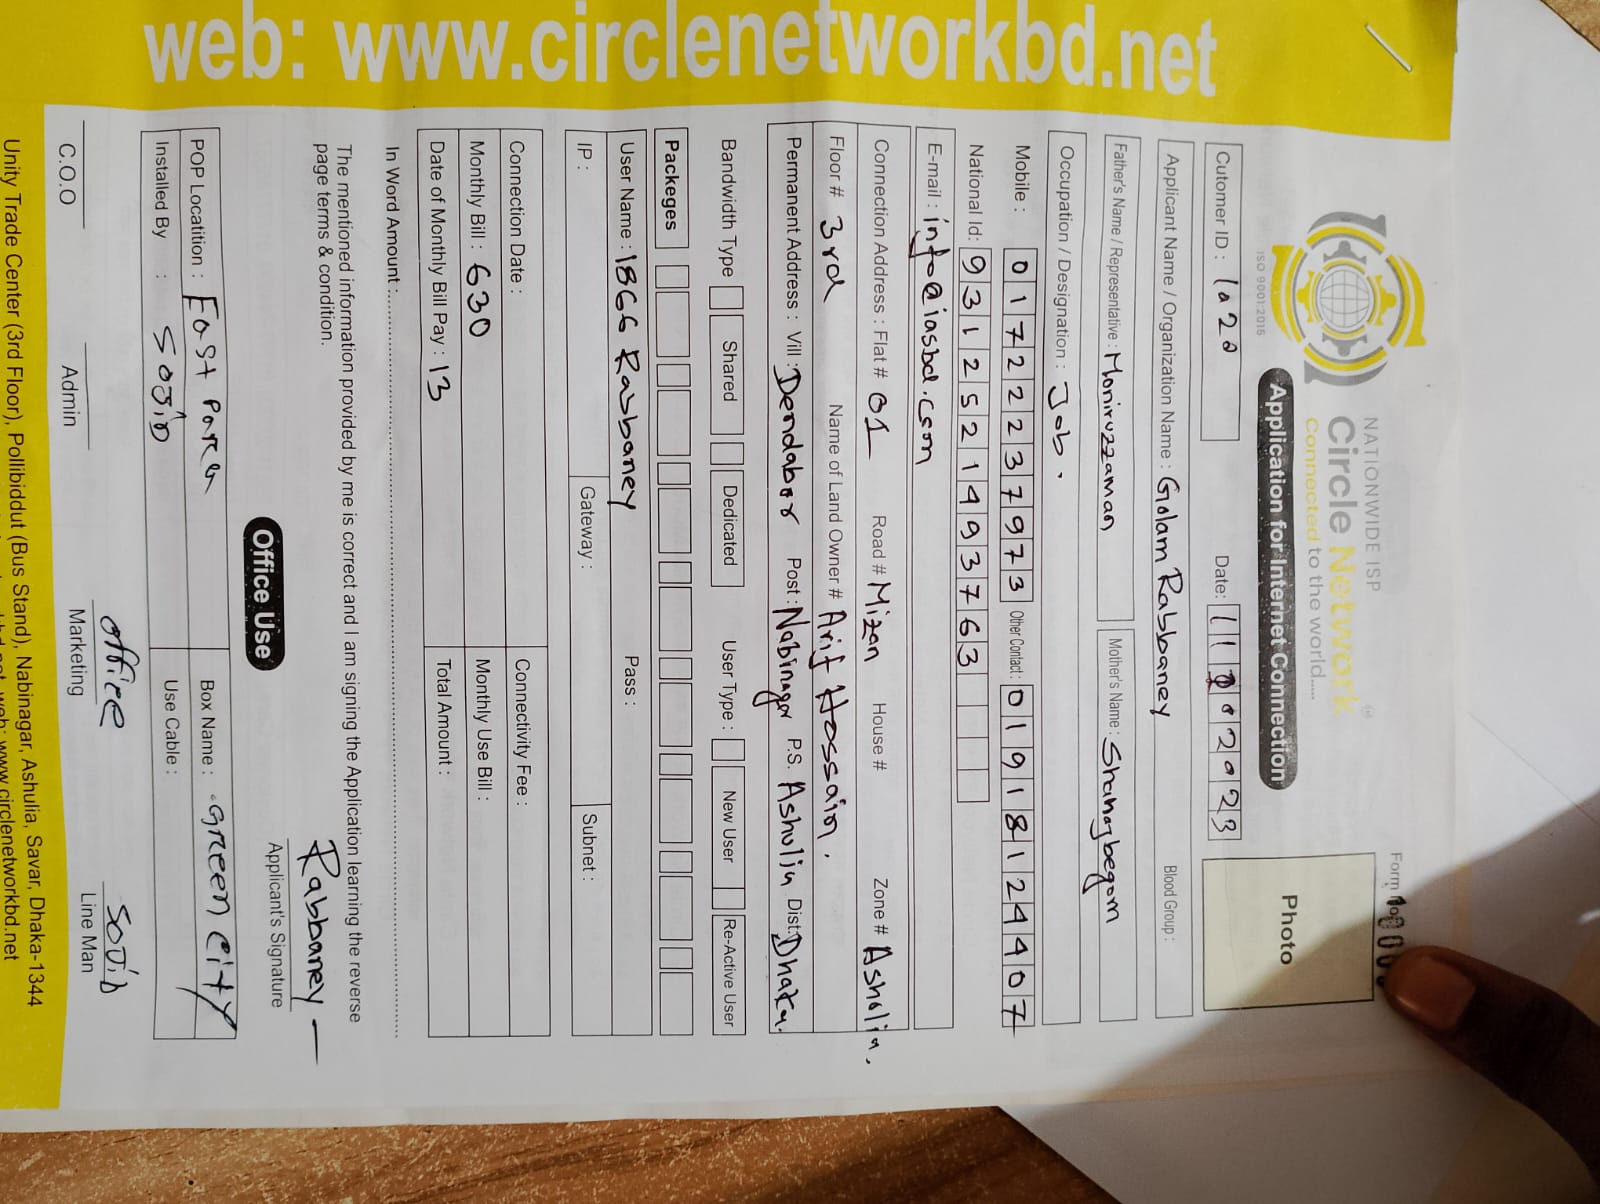 web: www.circlenetworkbd.net
NATIONWIDE ISP
Circle Network
Connected to the world......
ISO 9001:2015
Application for Internet Connection
Form No
Photo
Cutomer ID : 1020 Date: 11 2023
Applicant Name / Organization Name : Golam Rabbaney Blood Group :
Father's Name / Representative : Moniruzzaman Mother's Name : Shanaj begom
Occupation / Designation : Job.
Mobile : 01722237973 Other Contact : 01918124407
National Id: 9312521493763
E-mail : info@iasbd.com
Connection Address : Flat # 01 Road # Mizan House # Zone # Asholia,
Floor # 3rd Name of Land Owner # Arif Hossain,
Permanent Address : Vill : Dendabor Post : Nabinagar P.S. Ashulia Dist: Dhaka
Bandwidth Type Shared Dedicated User Type : New User Re-Active User
Packeges
User Name : 1866 Rabbaney Pass :
IP : Gateway : Subnet :
Connection Date : Connectivity Fee :
Monthly Bill : 630 Monthly Use Bill :
Date of Monthly Bill Pay : 13 Total Amount :
In Word Amount :
The mentioned information provided by me is correct and I am signing the Application learning the reverse
page terms & condition.
Rabbaney
Applicant's Signature
Office Use
POP Locatition : East Para Box Name : Green City
Installed By : Sojib Use Cable :
office Sojib
C.O.O Admin Marketing Line Man
Unity Trade Center (3rd Floor), Pollibiddut (Bus Stand), Nabinagar, Ashulia, Savar, Dhaka-1344
web: www.circlenetworkbd.net